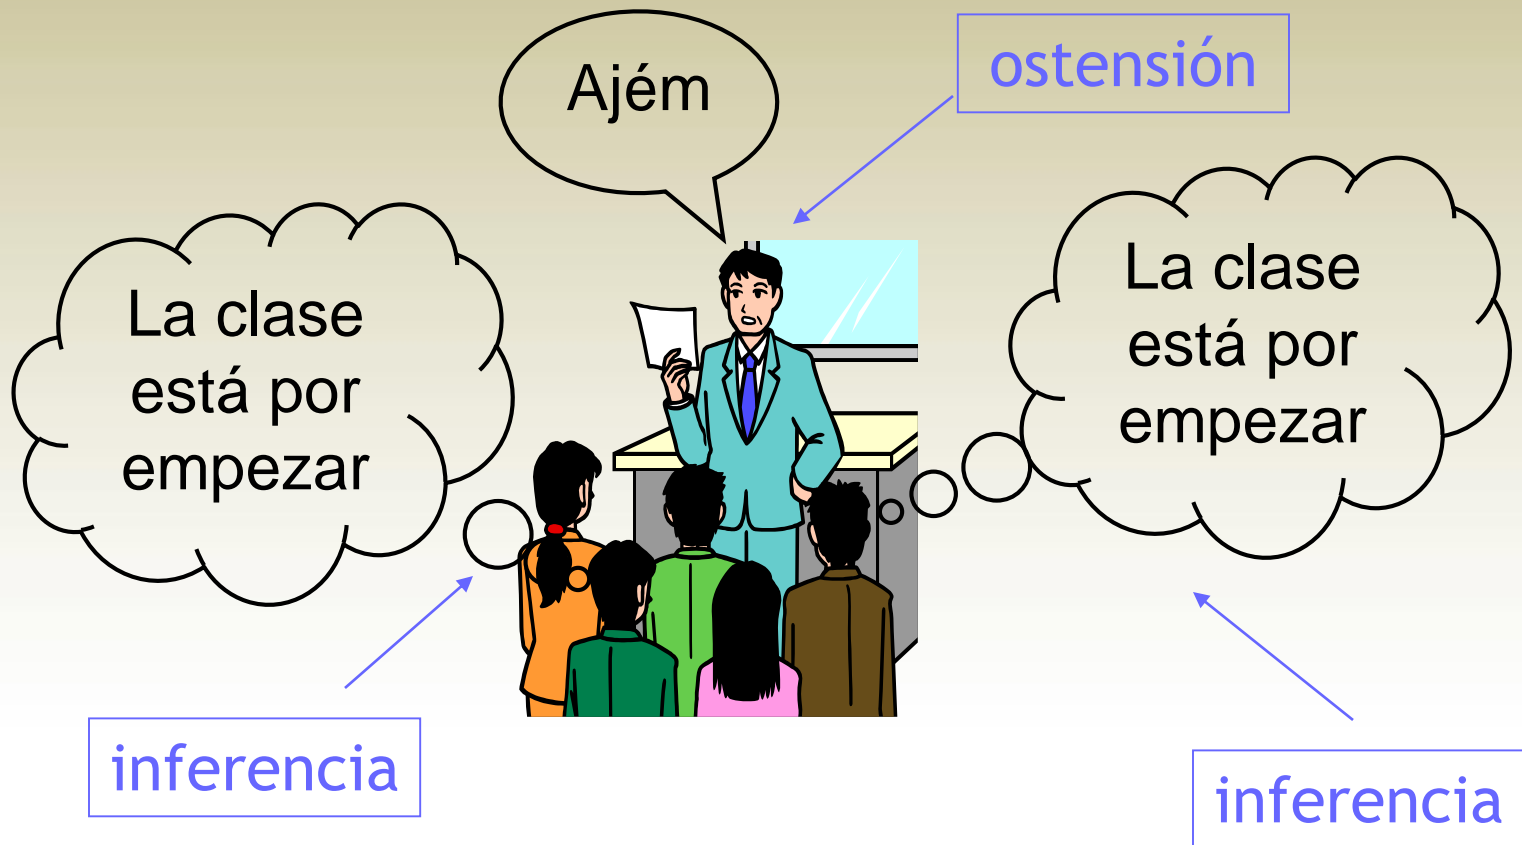 ostensión
Ajém
La clase
está por
empezar
La clase
está por
empezar
inferencia
inferencia